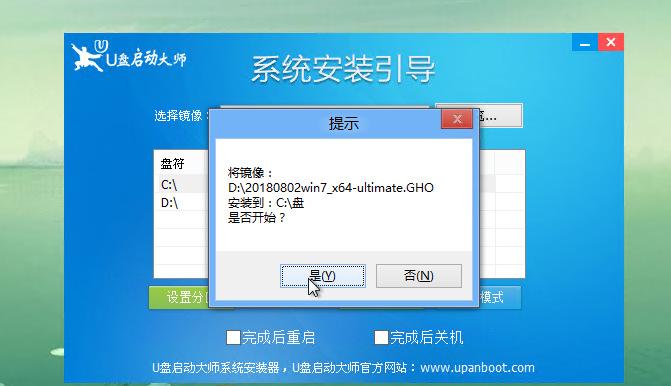 U盘启动大师
系统安装引导
选择镜像：
览...
提示
盘符
C:\
D:\
将镜像：
D:\20180802win7_x64-ultimate.GHO
安装到：C:\盘
是否开始？
是(Y)
否(N)
设置分
模式
完成后重启
完成后关机
U盘启动大师系统安装器，U盘启动大师官方网站：www.upanboot.com